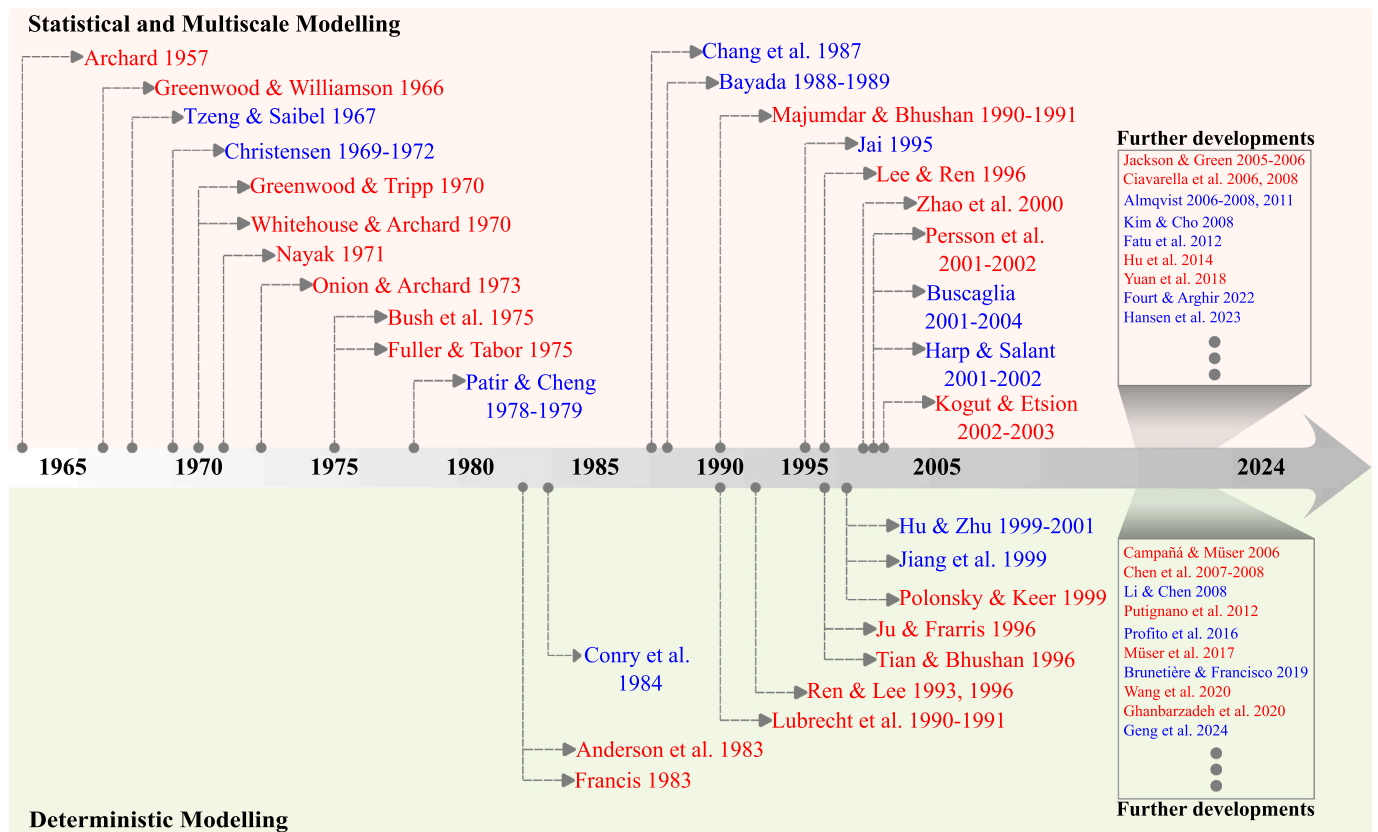 Statistical and Multiscale Modelling
Archard 1957
Greenwood & Williamson 1966
Tzeng & Saibel 1967
Christensen 1969-1972
Greenwood & Tripp 1970
Whitehouse & Archard 1970
Nayak 1971
Onion & Archard 1973
Bush et al. 1975
Fuller & Tabor 1975
Patir & Cheng
1978-1979
Chang et al. 1987
Bayada 1988-1989
Majumdar & Bhushan 1990-1991
Jai 1995
Lee & Ren 1996
Zhao et al. 2000
Persson et al.
2001-2002
Buscaglia
2001-2004
Harp & Salant
2001-2002
Kogut & Etsion
2002-2003
Further developments
Jackson & Green 2005-2006
Ciavarella et al. 2006, 2008
Almqvist 2006-2008, 2011
Kim & Cho 2008
Fatu et al. 2012
Hu et al. 2014
Yuan et al. 2018
Fourt & Arghir 2022
Hansen et al. 2023
1965 1970 1975 1980 1985 1990 1995 2005 2024
Hu & Zhu 1999-2001
Jiang et al. 1999
Polonsky & Keer 1999
Ju & Frarris 1996
Tian & Bhushan 1996
Conry et al.
1984
Ren & Lee 1993, 1996
Lubrecht et al. 1990-1991
Anderson et al. 1983
Francis 1983
Campañá & Müser 2006
Chen et al. 2007-2008
Li & Chen 2008
Putignano et al. 2012
Profito et al. 2016
Müser et al. 2017
Brunetière & Francisco 2019
Wang et al. 2020
Ghanbarzadeh et al. 2020
Geng et al. 2024
Further developments
Deterministic Modelling